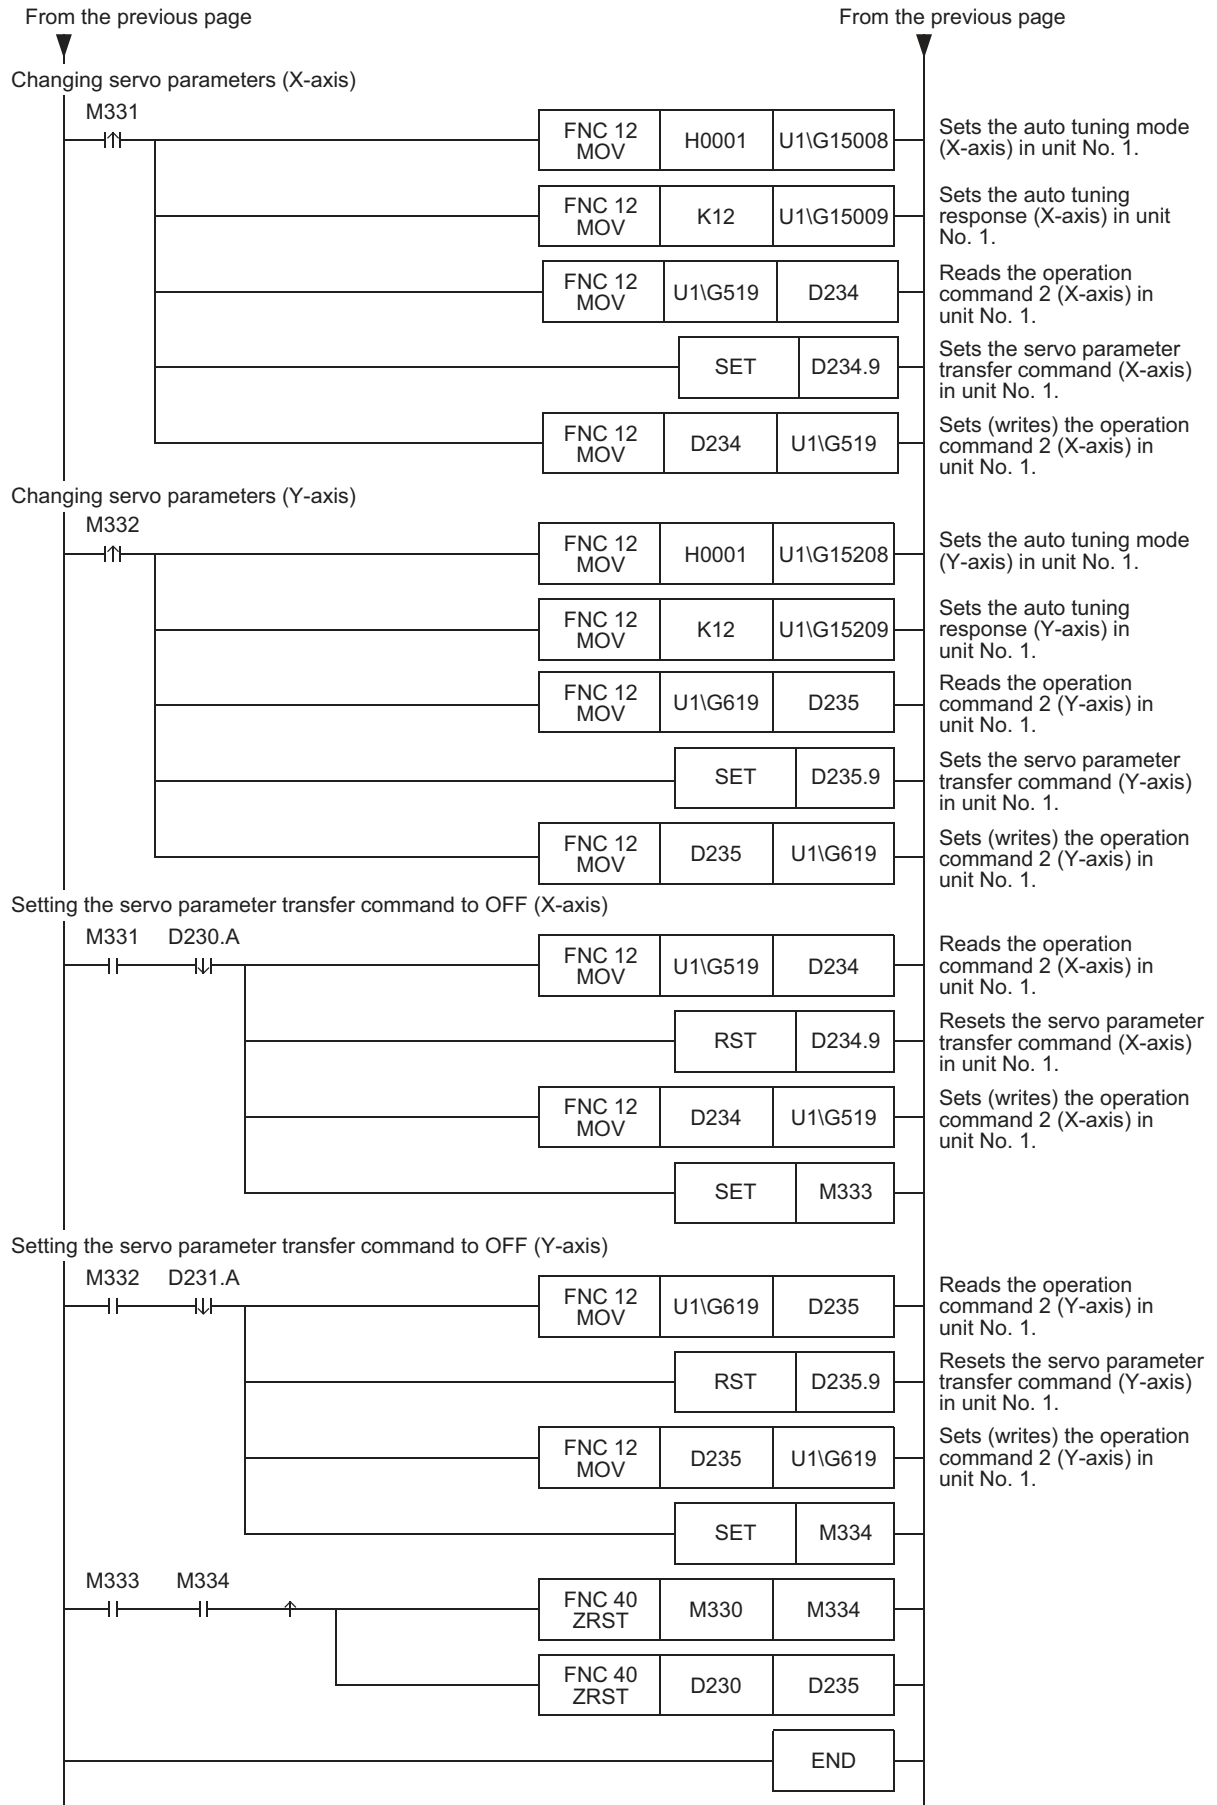 From the previous page
From the previous page
Changing servo parameters (X-axis)
M331
FNC 12
MOV
H0001
U1\G15008
Sets the auto tuning mode
(X-axis) in unit No. 1.
FNC 12
MOV
K12
U1\G15009
Sets the auto tuning
response (X-axis) in unit
No. 1.
FNC 12
MOV
U1\G519
D234
Reads the operation
command 2 (X-axis) in
unit No. 1.
SET
D234.9
Sets the servo parameter
transfer command (X-axis)
in unit No. 1.
FNC 12
MOV
D234
U1\G519
Sets (writes) the operation
command 2 (X-axis) in
unit No. 1.
Changing servo parameters (Y-axis)
M332
FNC 12
MOV
H0001
U1\G15208
Sets the auto tuning mode
(Y-axis) in unit No. 1.
FNC 12
MOV
K12
U1\G15209
Sets the auto tuning
response (Y-axis) in
unit No. 1.
FNC 12
MOV
U1\G619
D235
Reads the operation
command 2 (Y-axis) in
unit No. 1.
SET
D235.9
Sets the servo parameter
transfer command (Y-axis)
in unit No. 1.
FNC 12
MOV
D235
U1\G619
Sets (writes) the operation
command 2 (Y-axis) in
unit No. 1.
Setting the servo parameter transfer command to OFF (X-axis)
M331
D230.A
FNC 12
MOV
U1\G519
D234
Reads the operation
command 2 (X-axis) in
unit No. 1.
RST
D234.9
Resets the servo parameter
transfer command (X-axis)
in unit No. 1.
FNC 12
MOV
D234
U1\G519
Sets (writes) the operation
command 2 (X-axis) in
unit No. 1.
SET
M333
Setting the servo parameter transfer command to OFF (Y-axis)
M332
D231.A
FNC 12
MOV
U1\G619
D235
Reads the operation
command 2 (Y-axis) in
unit No. 1.
RST
D235.9
Resets the servo parameter
transfer command (Y-axis)
in unit No. 1.
FNC 12
MOV
D235
U1\G619
Sets (writes) the operation
command 2 (Y-axis) in
unit No. 1.
SET
M334
M333
M334
FNC 40
ZRST
M330
M334
FNC 40
ZRST
D230
D235
END